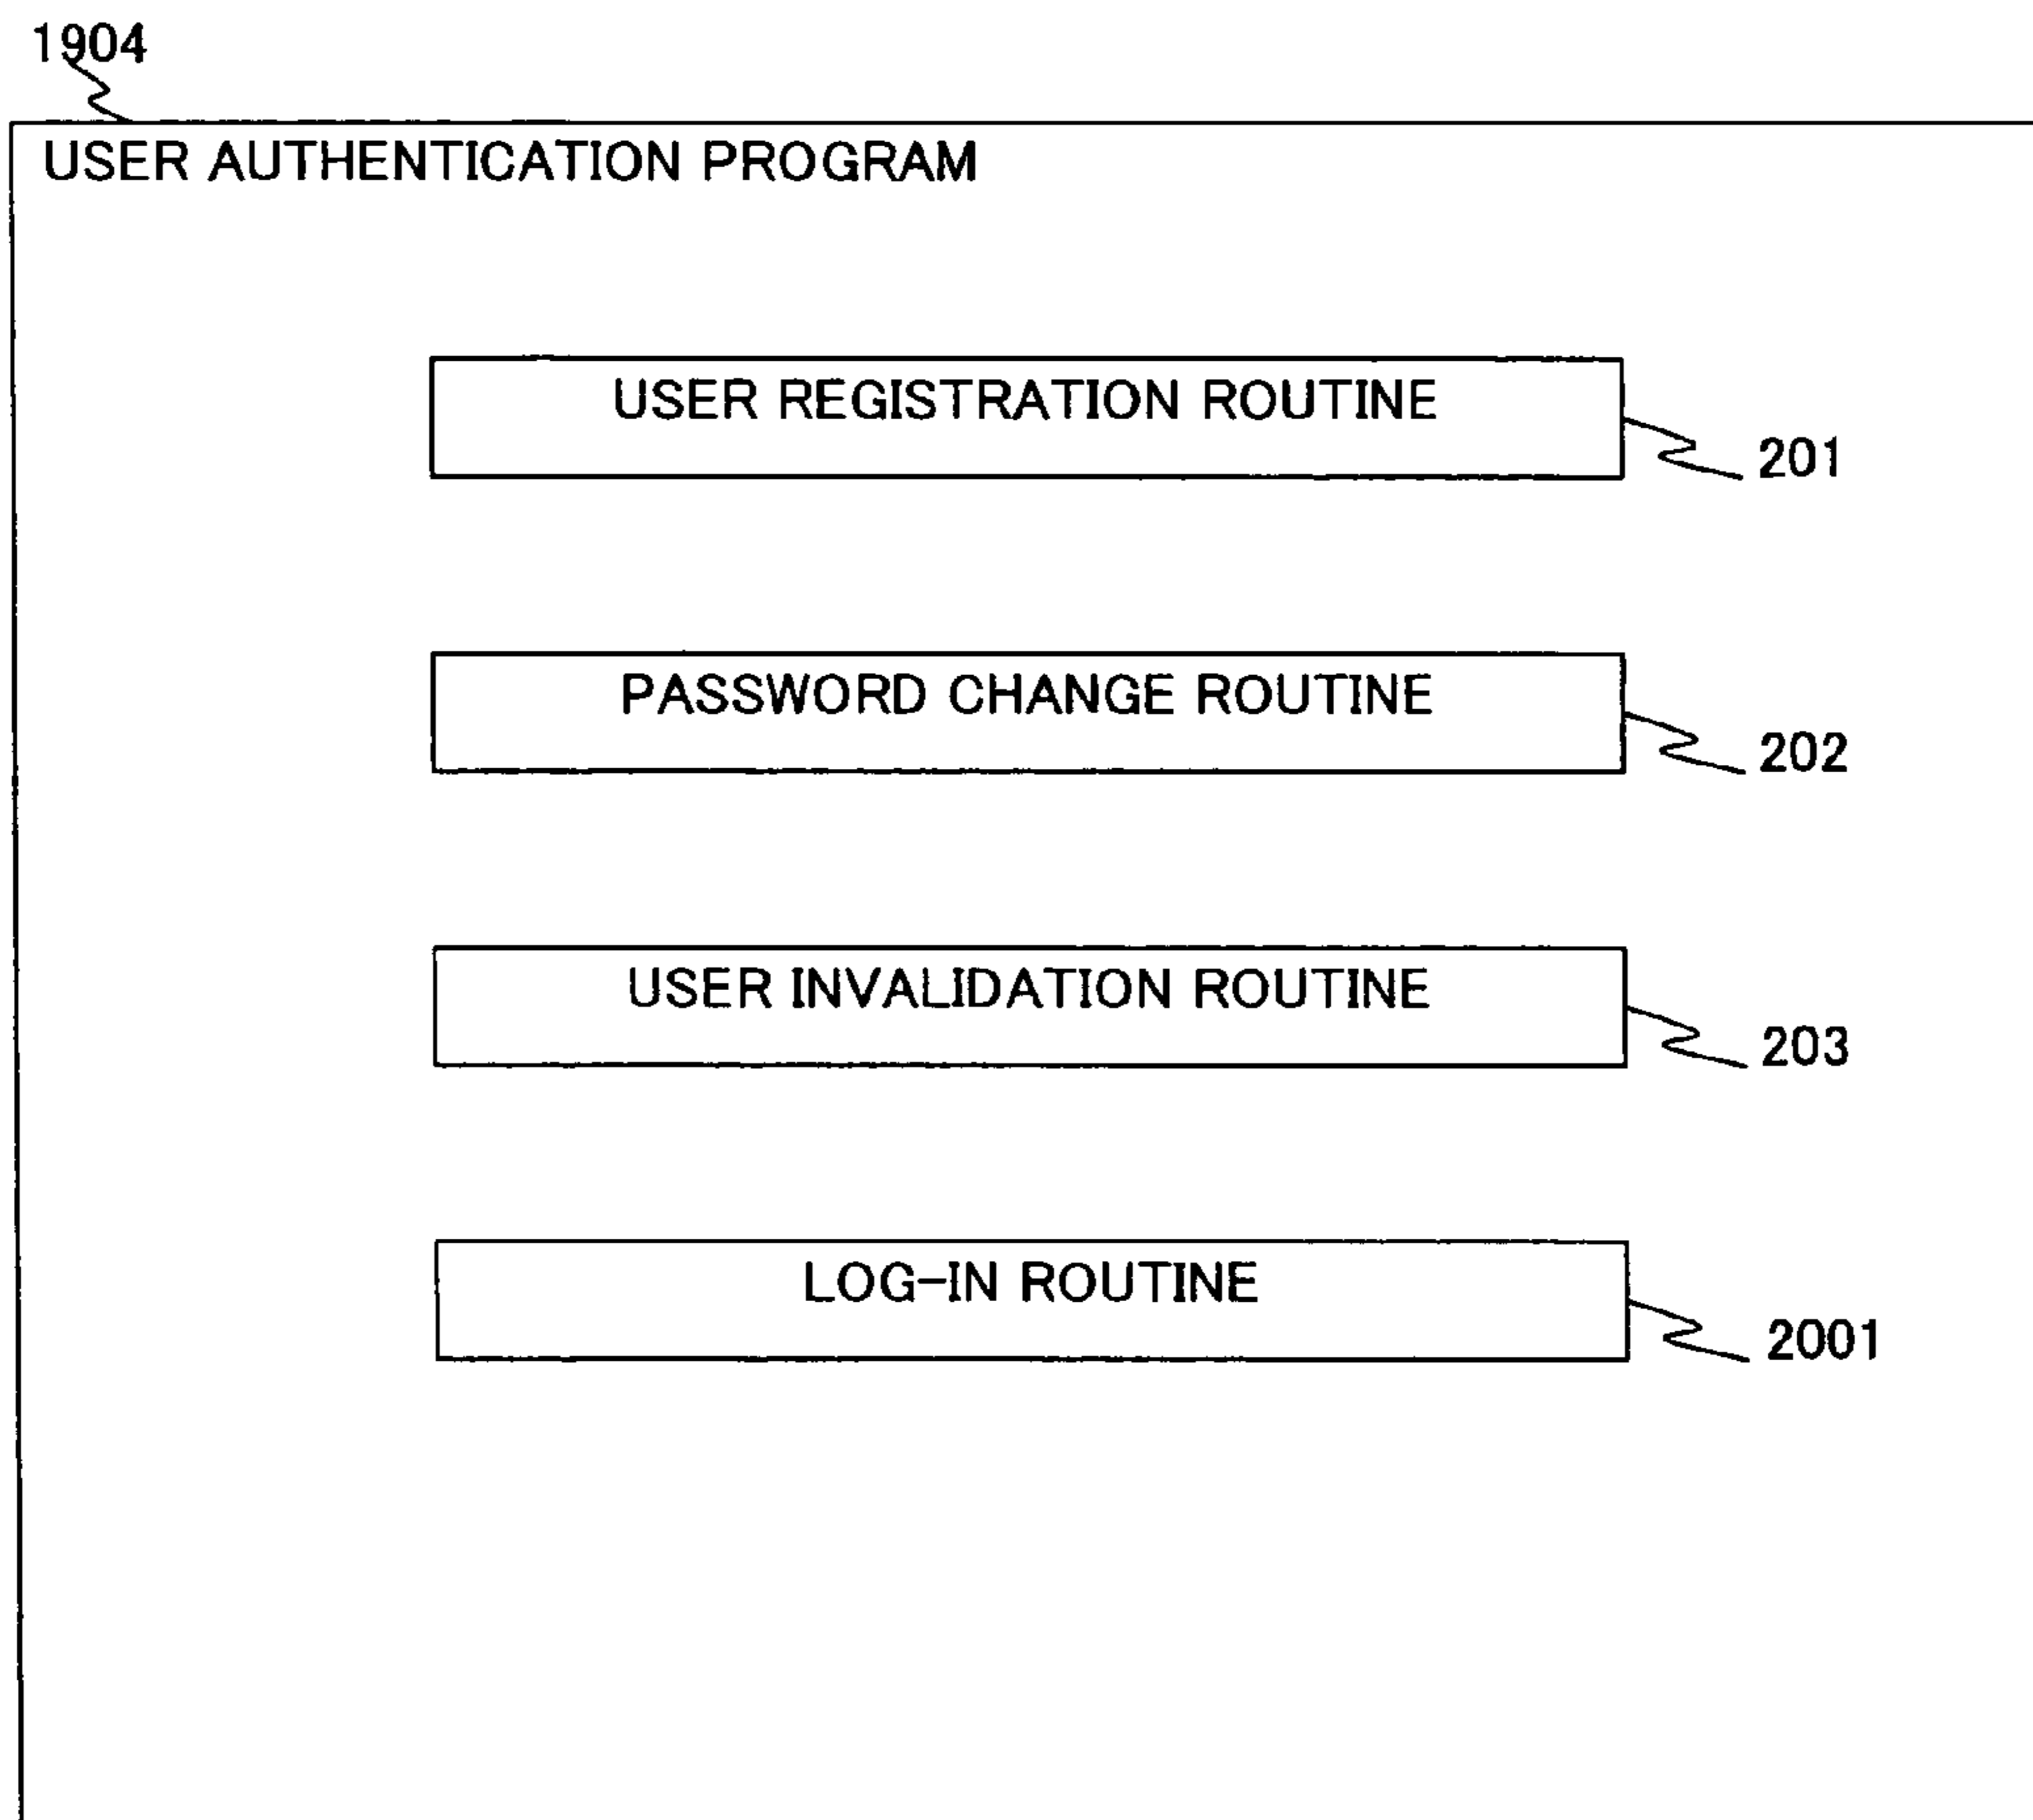 1904
USER AUTHENTICATION PROGRAM
USER REGISTRATION ROUTINE
201
PASSWORD CHANGE ROUTINE
202
USER INVALIDATION ROUTINE
203
LOG-IN ROUTINE
2001